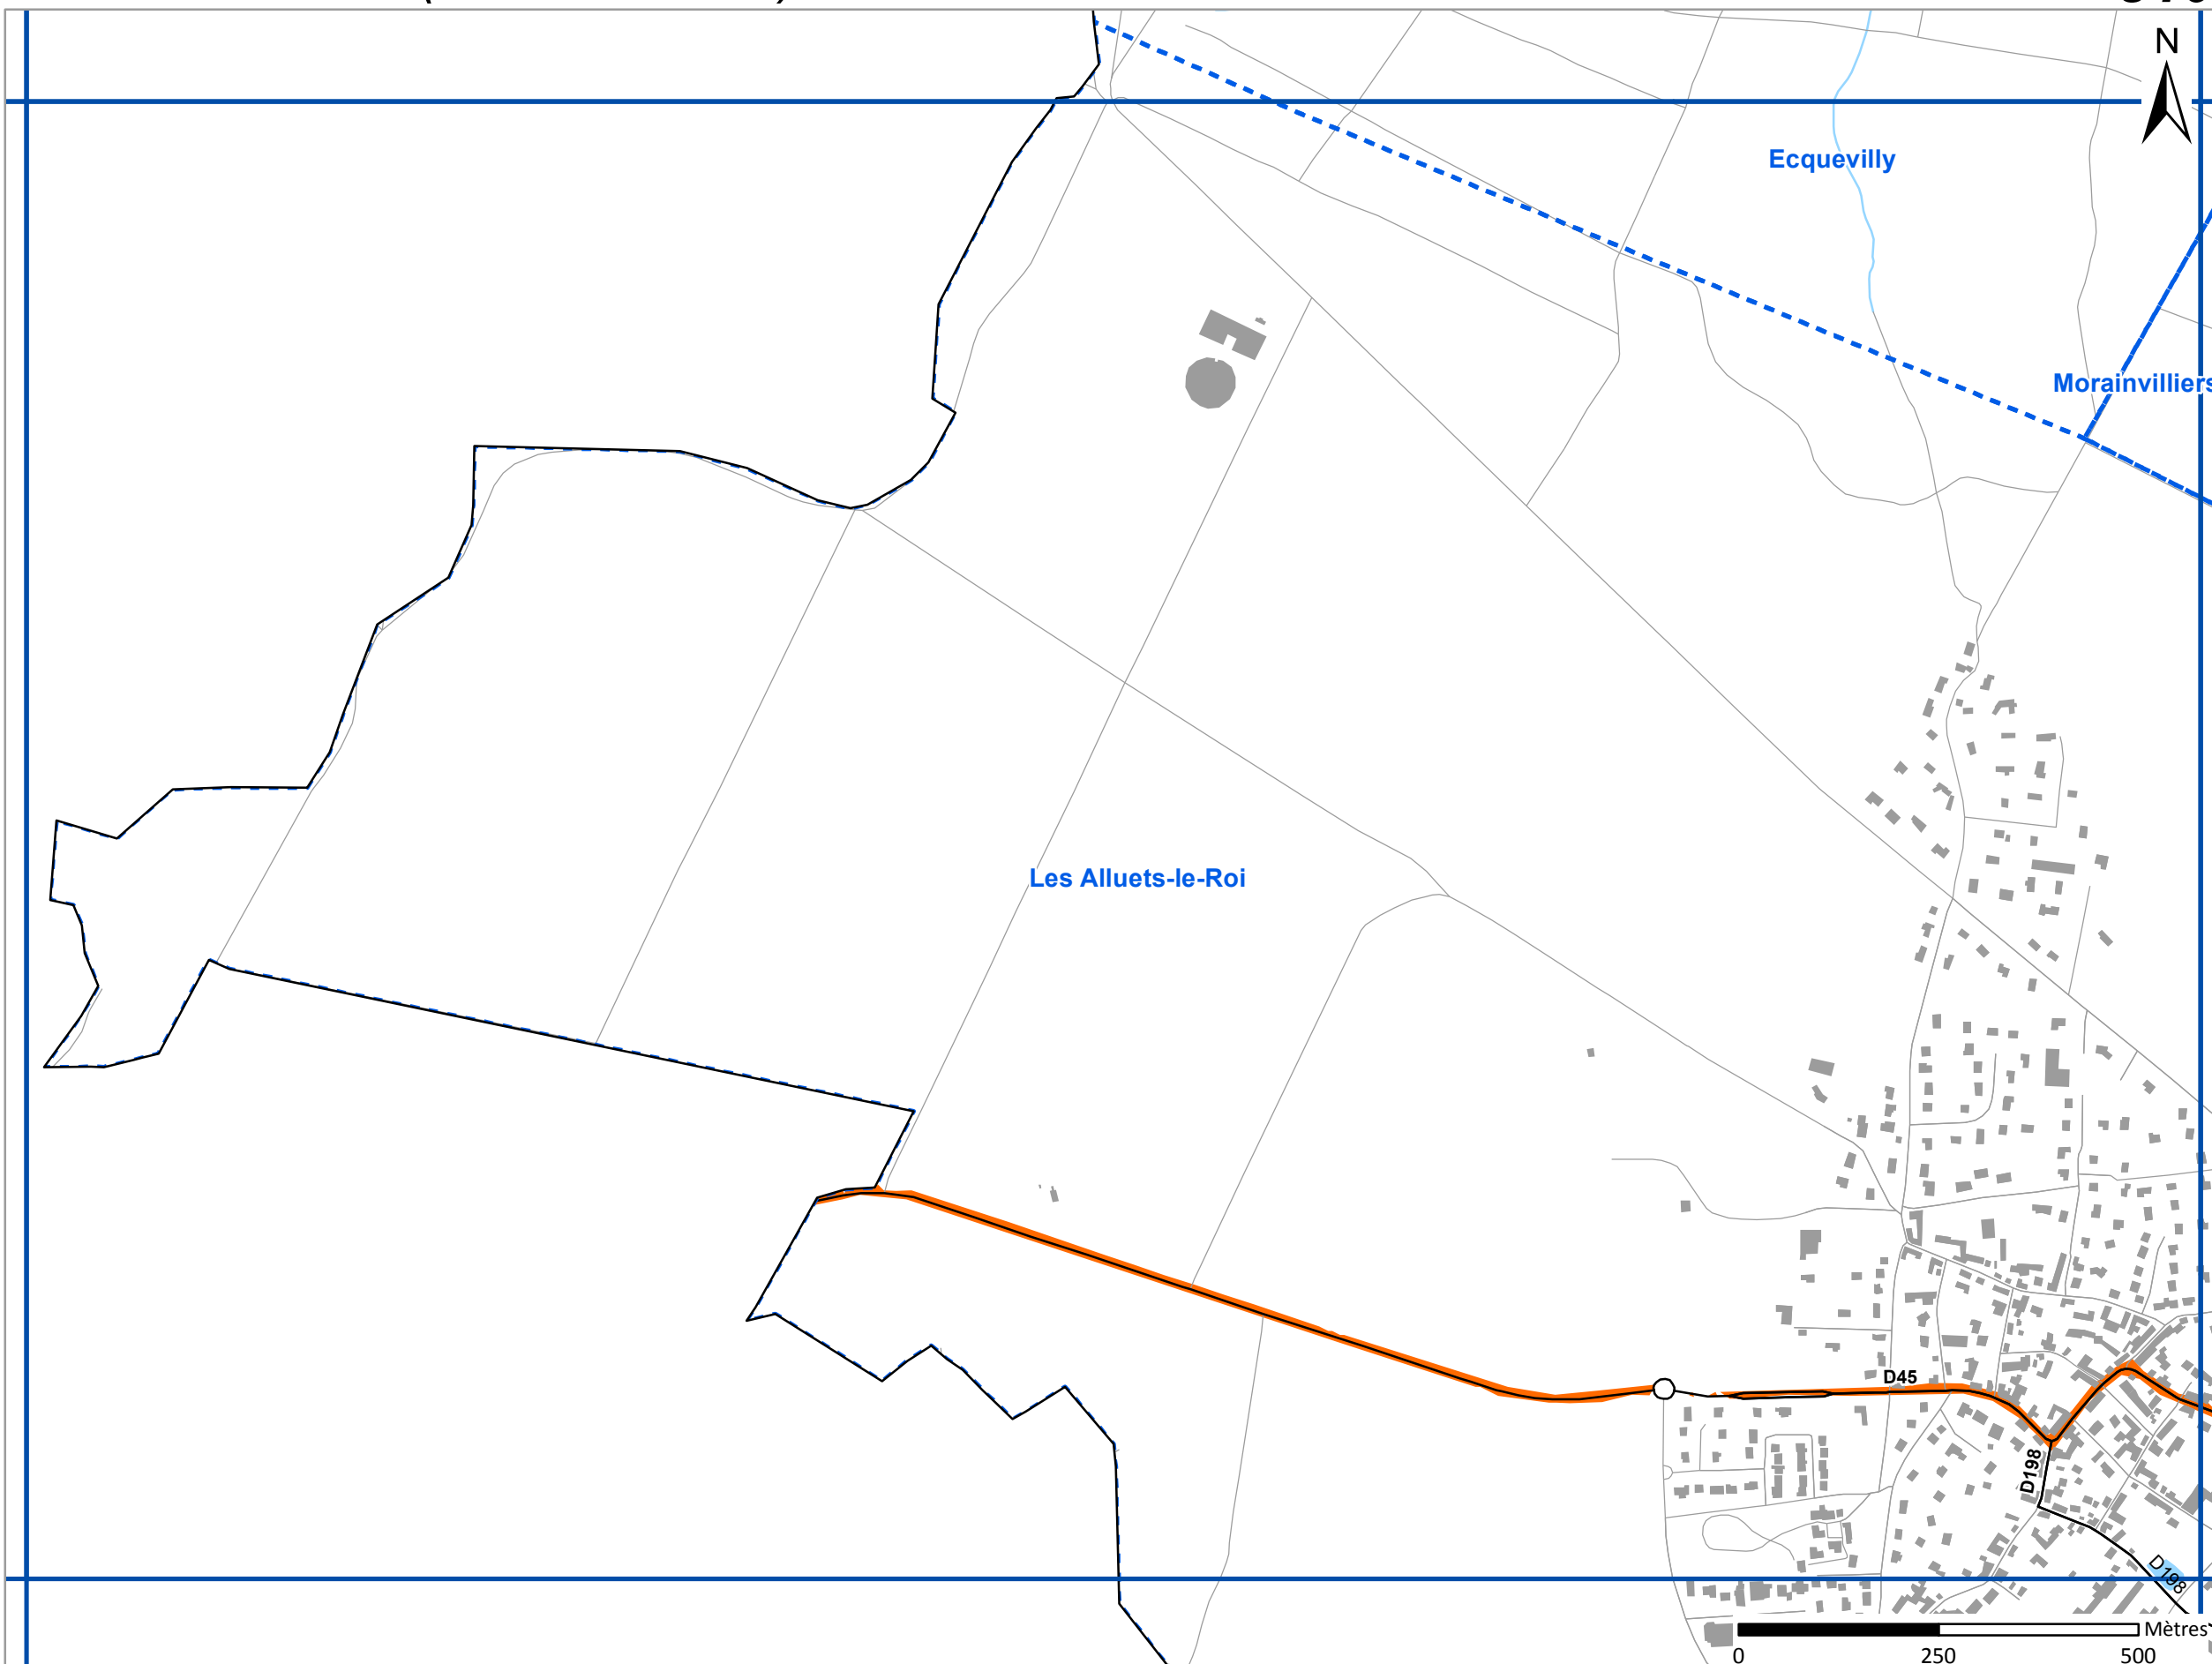 N
Ecquevilly
Morainvilliers
Les Alluets-le-Roi
D45
D198
D198
Mètres
0 250 500